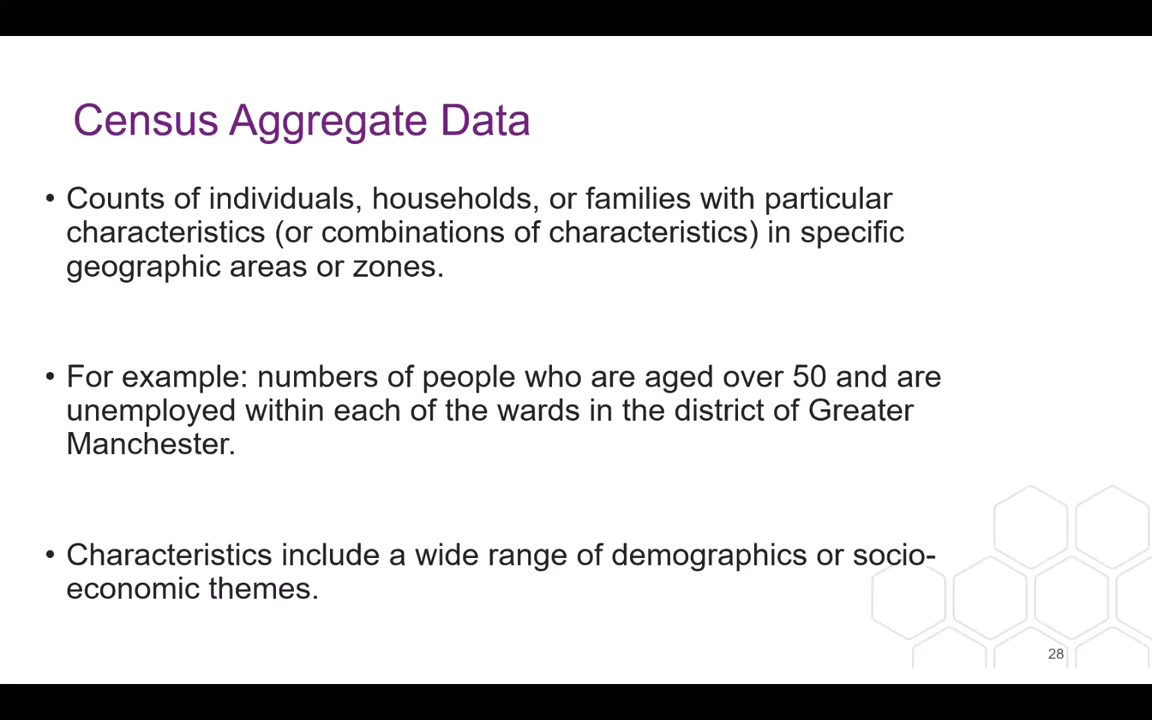 Census Aggregate Data
• Counts of individuals, households, or families with particular
characteristics (or combinations of characteristics) in specific
geographic areas or zones.
• For example: numbers of people who are aged over 50 and are
unemployed within each of the wards in the district of Greater
Manchester.
• Characteristics include a wide range of demographics or socio-
economic themes.
28